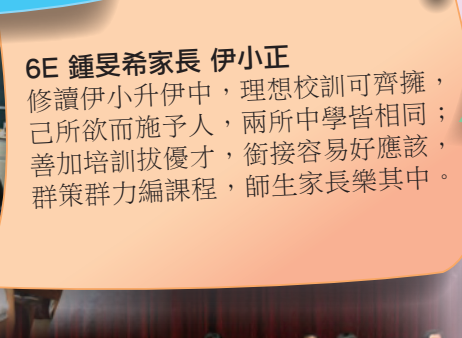 6E 鍾旻希家長 伊小正
修讀伊小升伊中，理想校訓可齊擁，
己所欲而施予人，兩所中學皆相同；
善加培訓拔優才，銜接容易好應該，
群策群力編課程，師生家長樂其中。